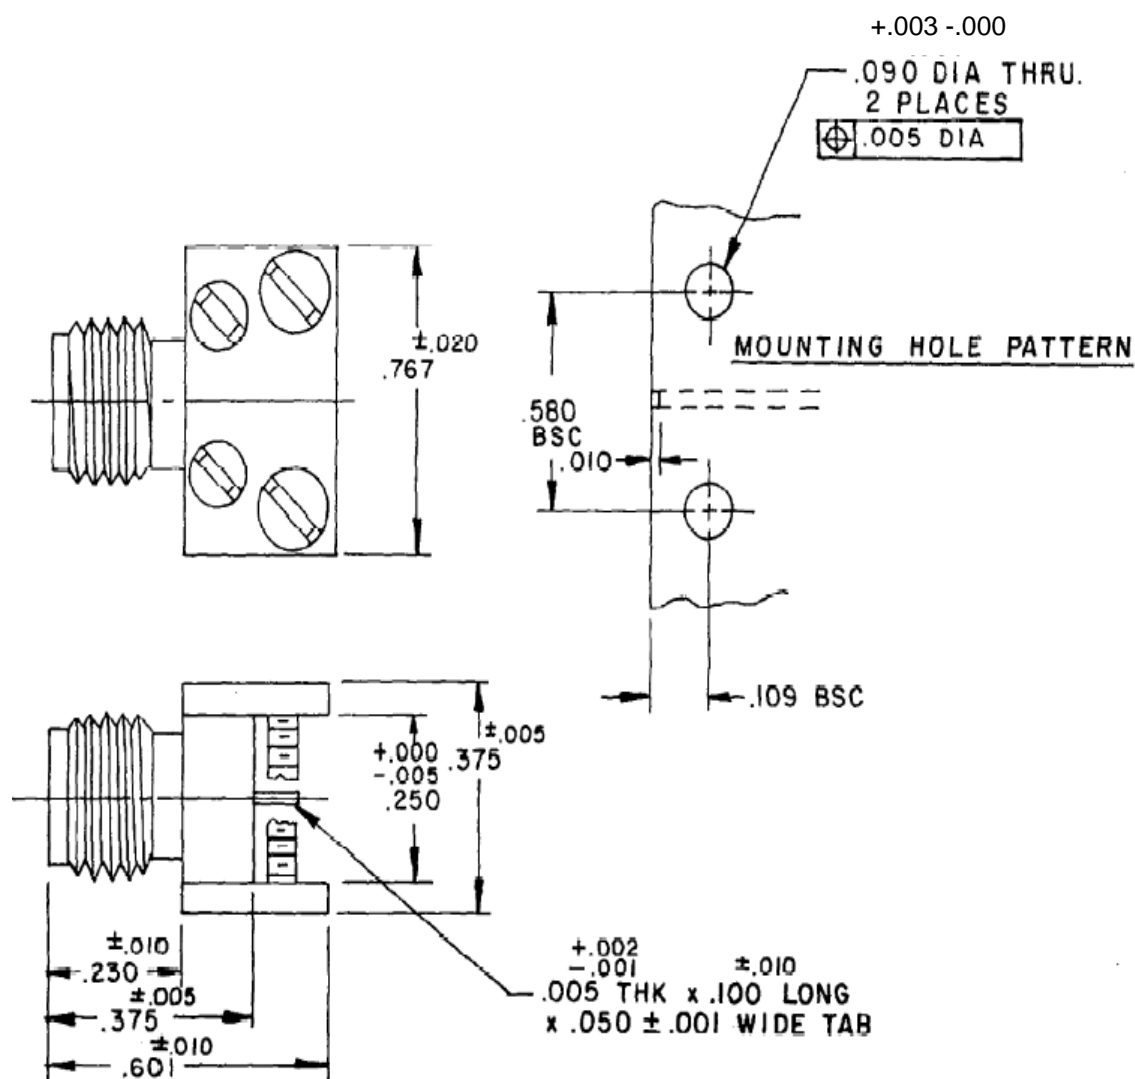 +.003 -.000
.090 DIA THRU.
2 PLACES
⌖ .005 DIA
±.020
.767
MOUNTING HOLE PATTERN
.580
BSC
.010
.109 BSC
±.005
.375
+.000
-.005
.250
±.010
.230
±.005
.375
±.010
.601
+.002
-.001
±.010
.005 THK x .100 LONG
x .050 ±.001 WIDE TAB